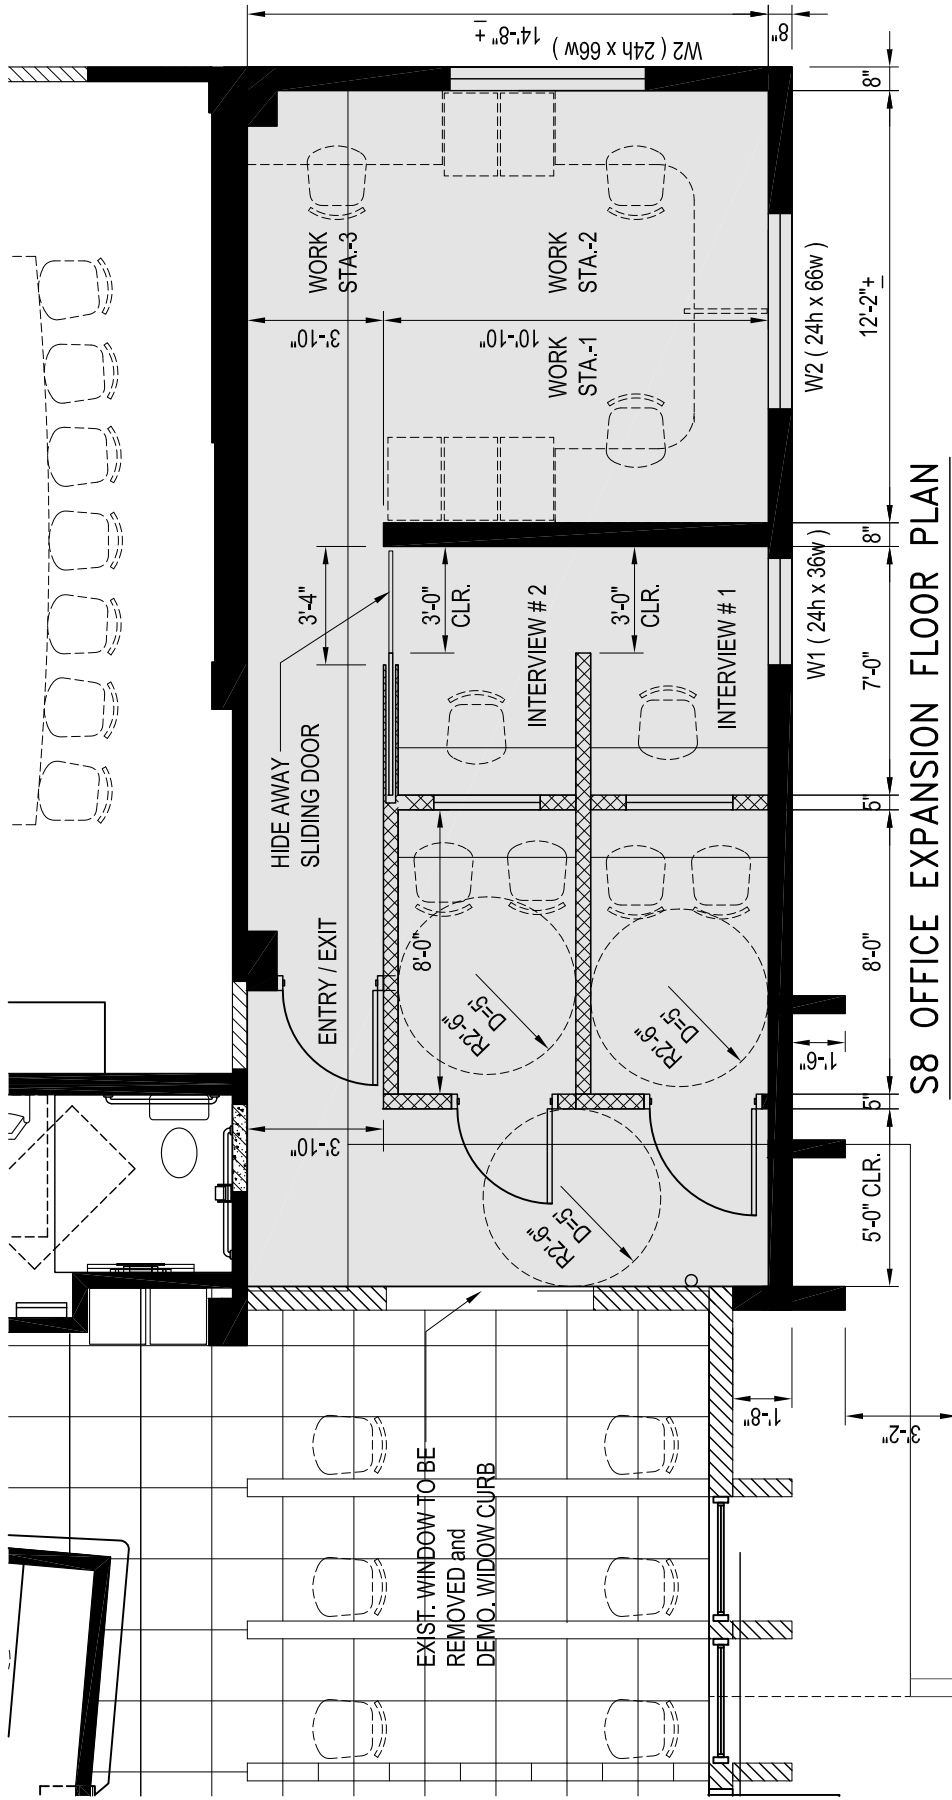 14'-8" ±
W2 ( 24h x 66w )
8"
8"
WORK
STA.-3
WORK
STA.-2
3'-10"
10'-10"
WORK
STA.-1
W2 ( 24h x 66w )
12'-2"±
8"
3'-4"
HIDE AWAY
SLIDING DOOR
3'-0"
CLR.
3'-0"
CLR.
INTERVIEW # 2
INTERVIEW # 1
W1 ( 24h x 36w )
7'-0"
5"
ENTRY / EXIT
8'-0"
R2'-6"
D=5'
R2'-6"
D=5'
8'-0"
1'-6"
5"
3'-10"
R2'-6"
D=5'
5'-0" CLR.
EXIST. WINDOW TO BE
REMOVED and
DEMO. WIDOW CURB
1'-8"
3'-2"
S8 OFFICE EXPANSION FLOOR PLAN